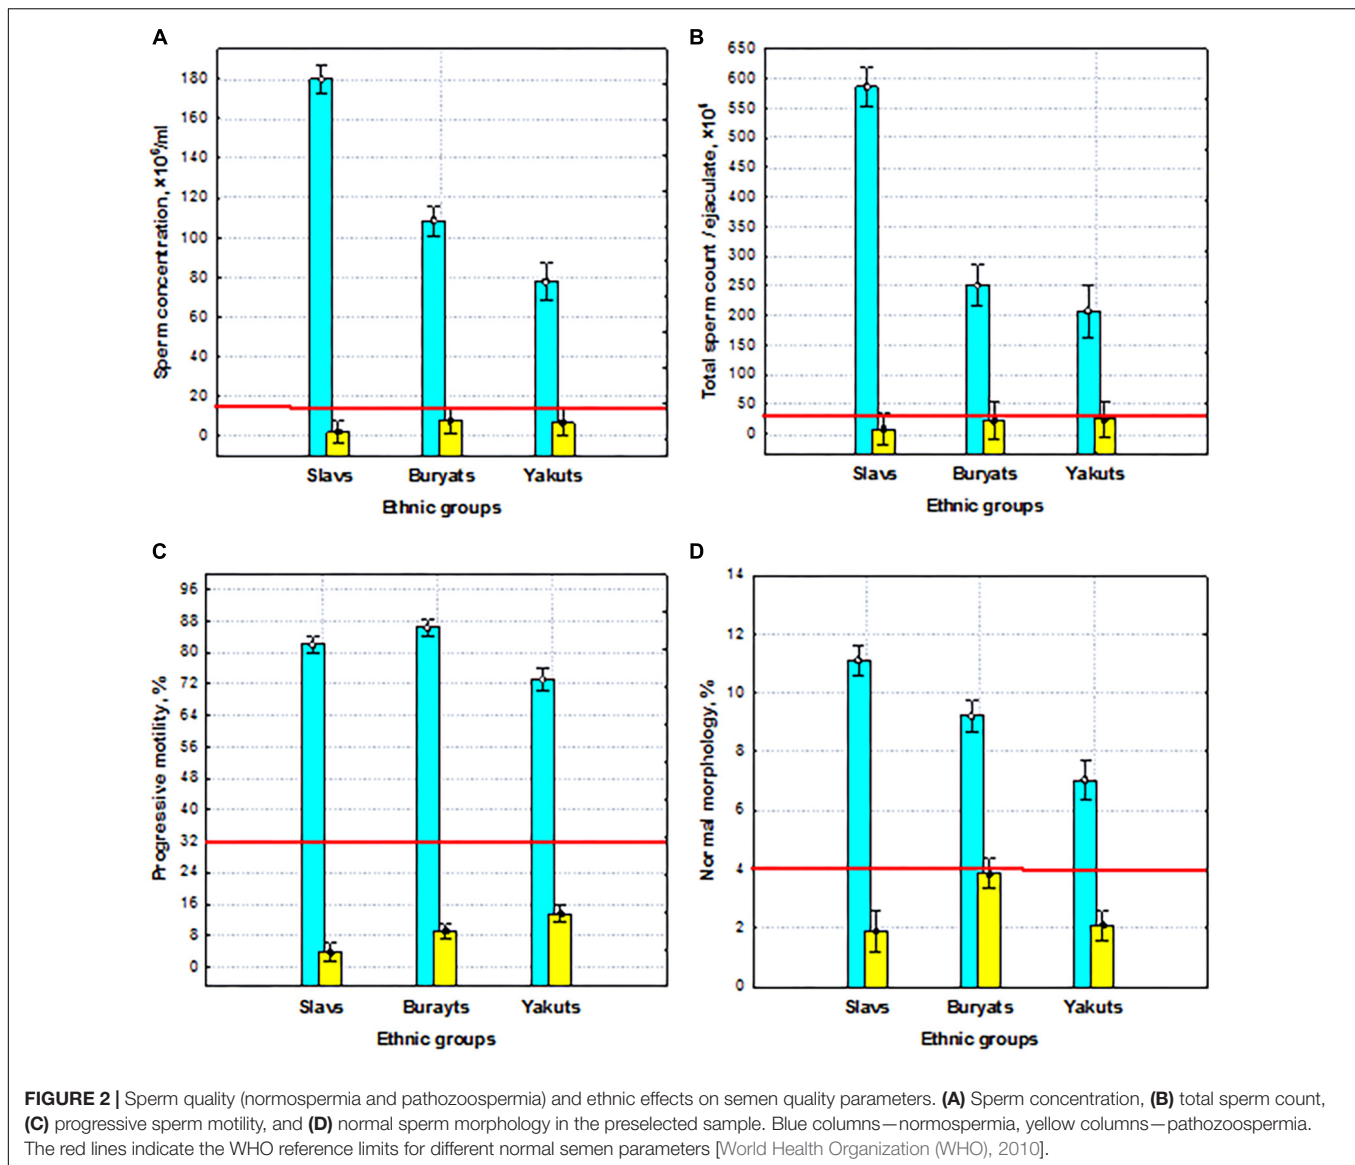 A
180
160
140
120
100
80
60
40
20
0
Sperm concentration, ×10⁶/ml
Slavs Buryats Yakuts
Ethnic groups
B
650
600
550
500
450
400
350
300
250
200
150
100
50
0
Total sperm count / ejaculate,
Slavs Buryats Yakuts
Ethnic groups
C
96
88
80
72
64
56
48
40
32
24
16
8
0
Progressive motility, %
Slavs Burayts Yakuts
Ethnic groups
D
14
12
10
8
6
4
2
0
Normal morphology, %
Slavs Buryats Yakuts
Ethnic groups
FIGURE 2 | Sperm quality (normospermia and pathozoospermia) and ethnic effects on semen quality parameters. (A) Sperm concentration, (B) total sperm count,
(C) progressive sperm motility, and (D) normal sperm morphology in the preselected sample. Blue columns—normospermia, yellow columns—pathozoospermia.
The red lines indicate the WHO reference limits for different normal semen parameters [World Health Organization (WHO), 2010].